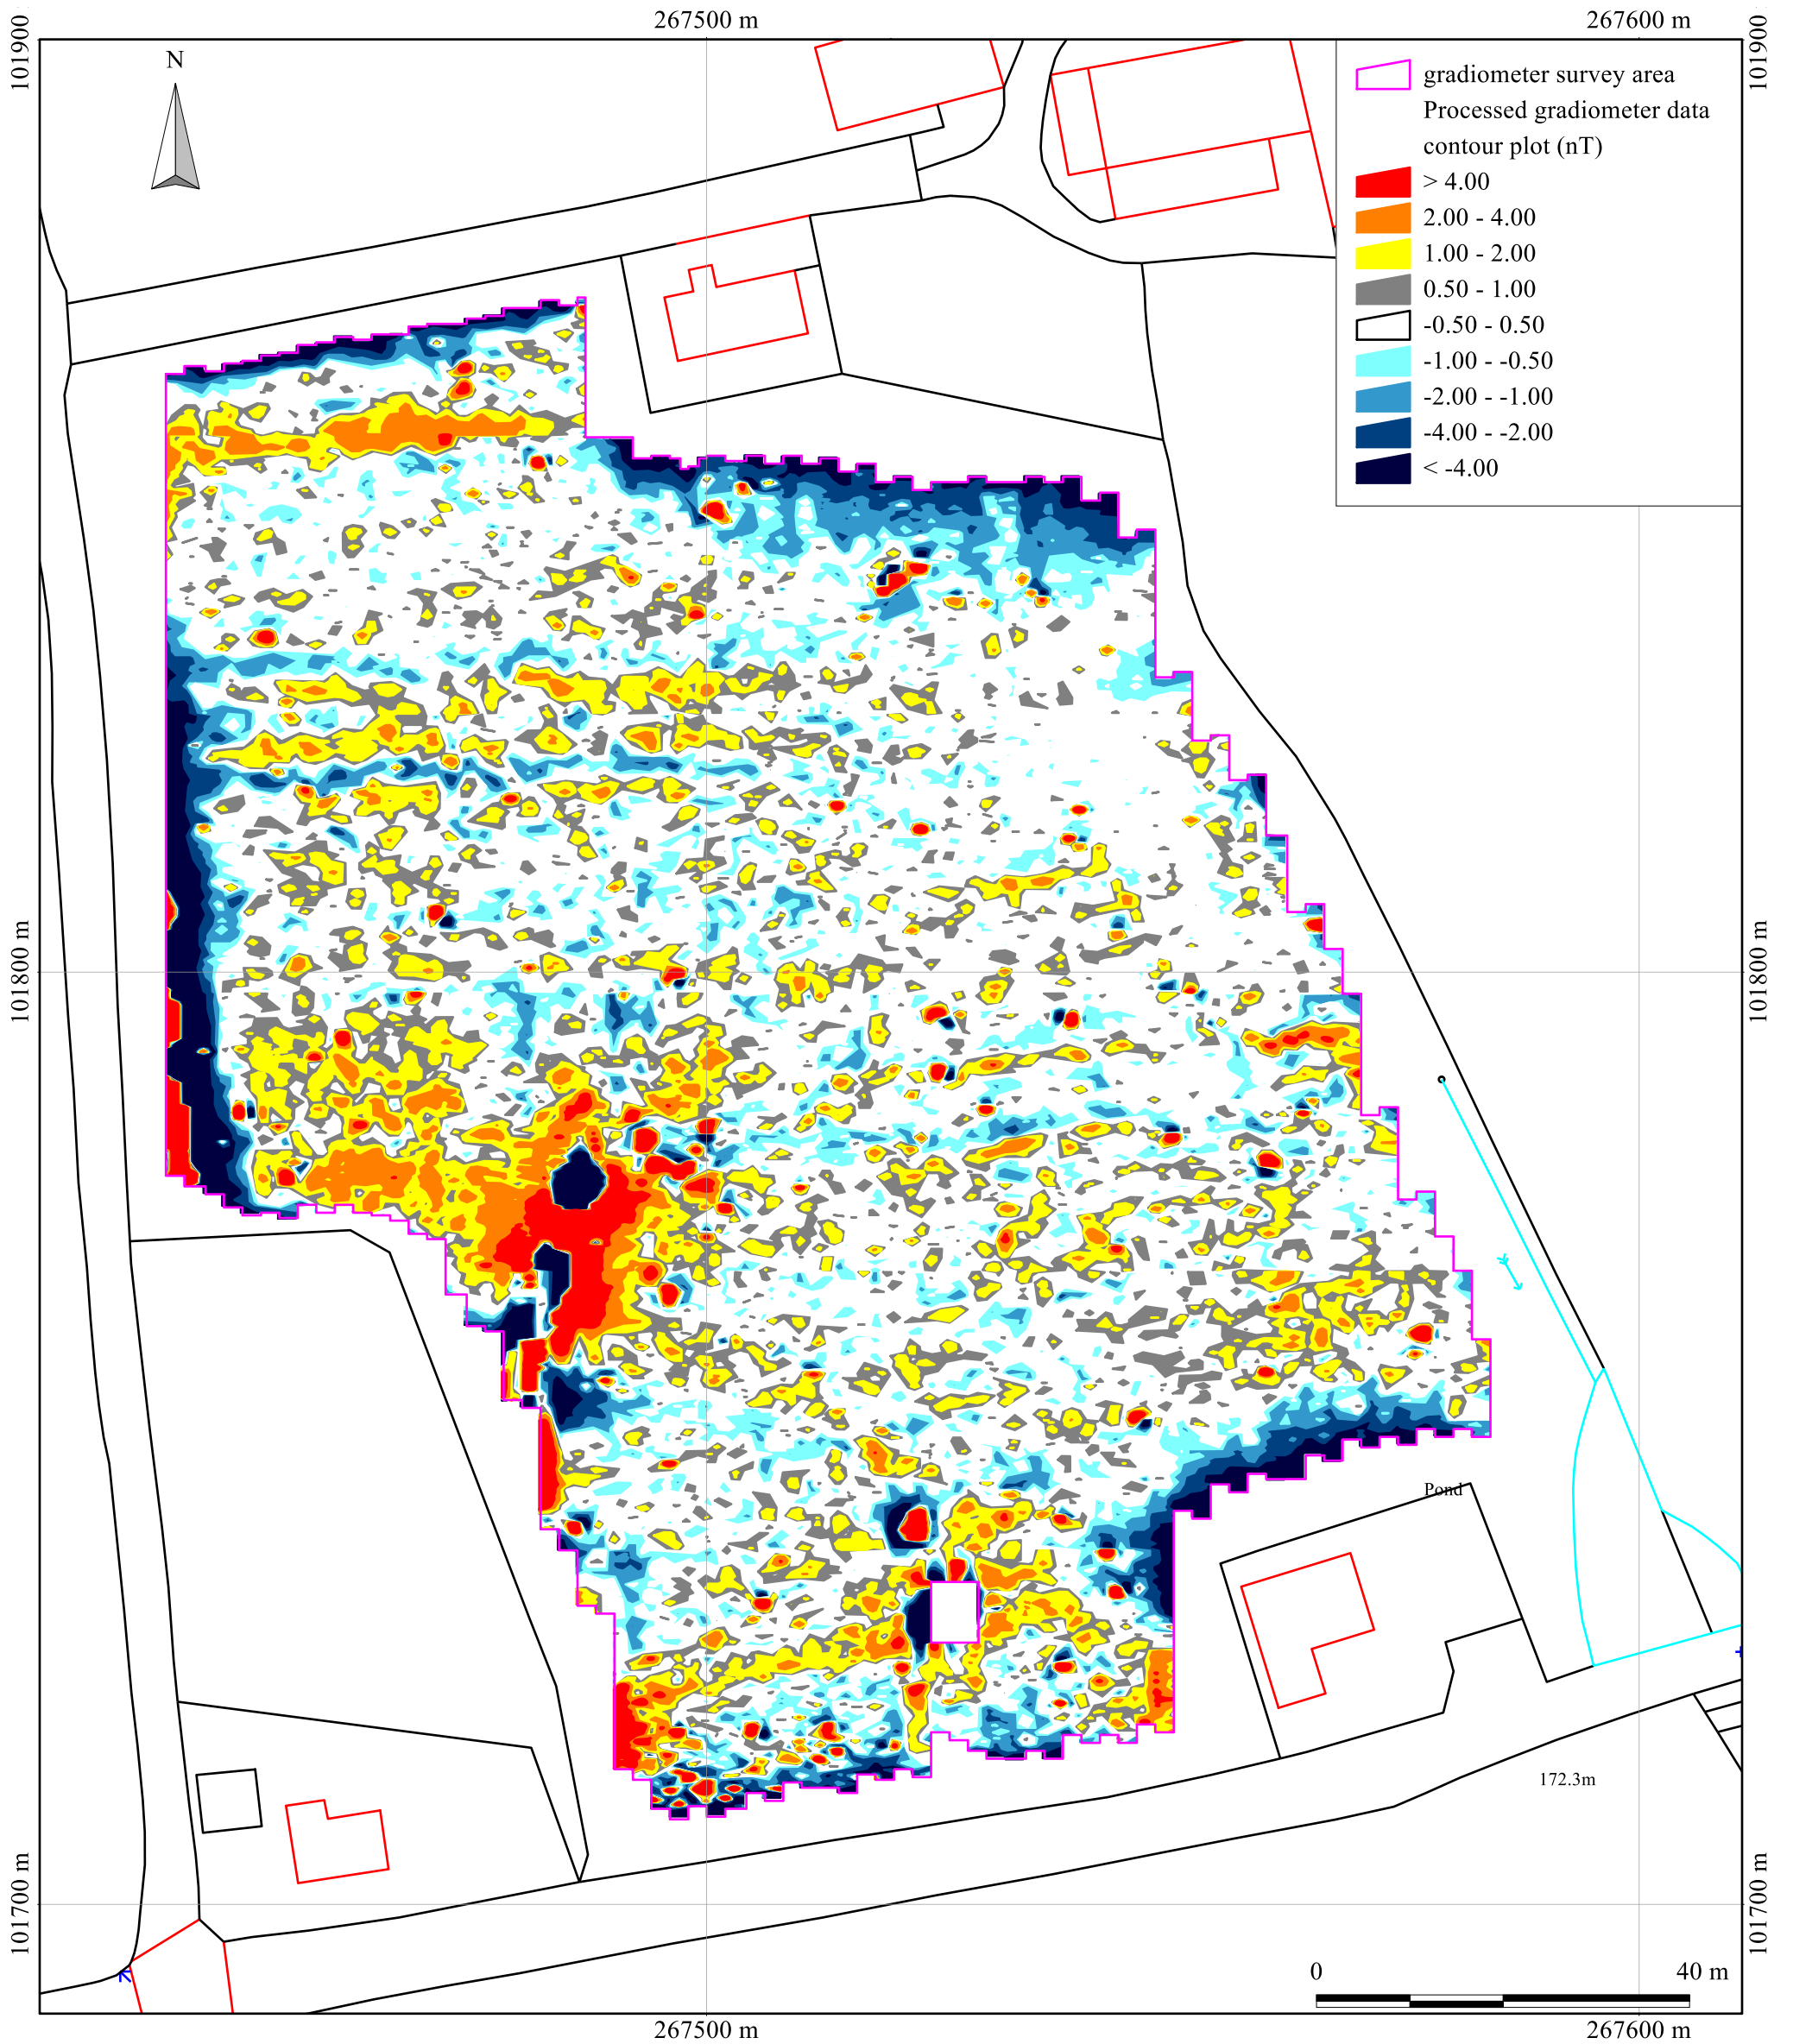 267500 m
267600 m
101900
101900
N
gradiometer survey area
Processed gradiometer data
contour plot (nT)
> 4.00
2.00 - 4.00
1.00 - 2.00
0.50 - 1.00
-0.50 - 0.50
-1.00 - -0.50
-2.00 - -1.00
-4.00 - -2.00
< -4.00
101800 m
101800 m
Pond
172.3m
101700 m
101700 m
0
40 m
267500 m
267600 m